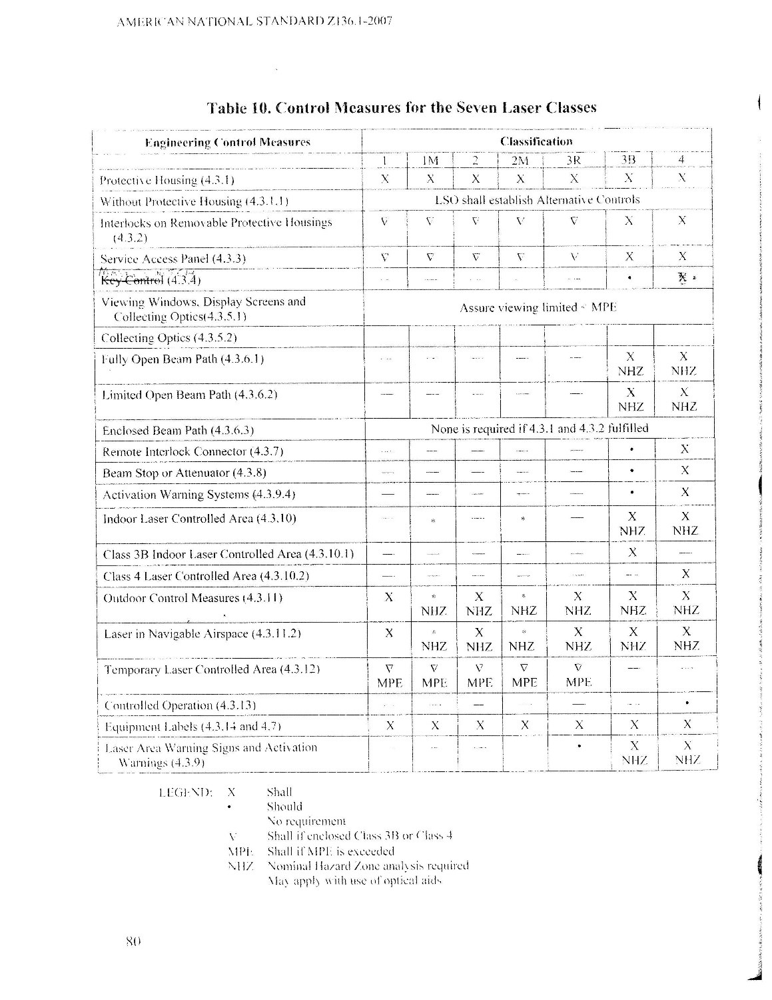 AMERICAN NATIONAL STANDARD Z136.1-2007
Table 10. Control Measures for the Seven Laser Classes
Engineering Control Measures Classification
1 1M 2 2M 3R 3B 4
Protective Housing (4.3.1) X X X X X X X
Without Protective Housing (4.3.1.1) LSO shall establish Alternative Controls
Interlocks on Removable Protective Housings ∇ ∇ ∇ ∇ ∇ X X
(4.3.2)
Service Access Panel (4.3.3) ∇ ∇ ∇ ∇ ∇ X X
Key Control (4.3.4) — — — — — • X
Viewing Windows, Display Screens and
Collecting Optics(4.3.5.1) Assure viewing limited < MPE
Collecting Optics (4.3.5.2)
Fully Open Beam Path (4.3.6.1) — — — — — X X
NHZ NHZ
Limited Open Beam Path (4.3.6.2) — — — — — X X
NHZ NHZ
Enclosed Beam Path (4.3.6.3) None is required if 4.3.1 and 4.3.2 fulfilled
Remote Interlock Connector (4.3.7) — — — — — • X
Beam Stop or Attenuator (4.3.8) — — — — — • X
Activation Warning Systems (4.3.9.4) — — — — — • X
Indoor Laser Controlled Area (4.3.10) — * — * — X X
NHZ NHZ
Class 3B Indoor Laser Controlled Area (4.3.10.1) — — — — — X —
Class 4 Laser Controlled Area (4.3.10.2) — — — — — — X
Outdoor Control Measures (4.3.11) X * X * X X X
NHZ NHZ NHZ NHZ NHZ NHZ
Laser in Navigable Airspace (4.3.11.2) X * X * X X X
NHZ NHZ NHZ NHZ NHZ NHZ
Temporary Laser Controlled Area (4.3.12) ∇ ∇ ∇ ∇ ∇ — —
MPE MPE MPE MPE MPE
Controlled Operation (4.3.13) — — — — — — •
Equipment Labels (4.3.14 and 4.7) X X X X X X X
Laser Area Warning Signs and Activation — — — — • X X
Warnings (4.3.9) NHZ NHZ
LEGEND: X Shall
• Should
No requirement
∇ Shall if enclosed Class 3B or Class 4
MPE Shall if MPE is exceeded
NHZ Nominal Hazard Zone analysis required
May apply with use of optical aids
80